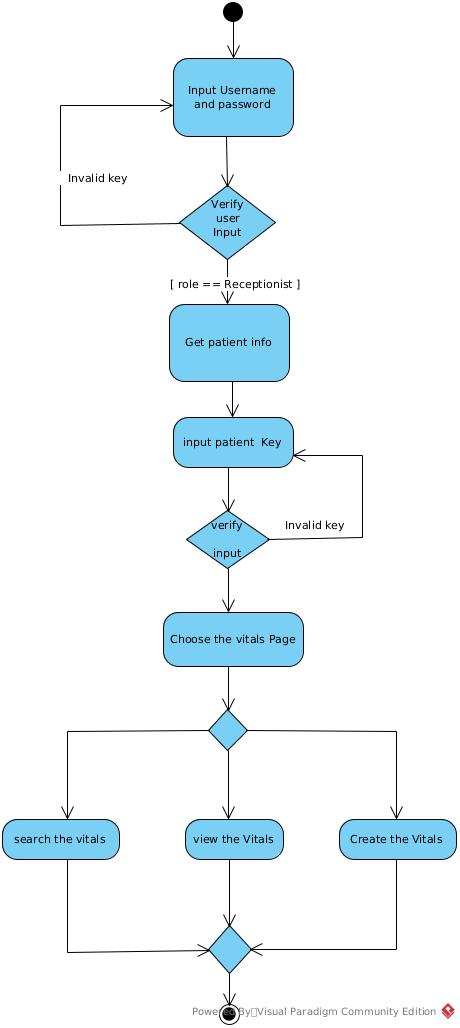 Input Username
and password
Invalid key
Verify
user
Input
[ role == Receptionist ]
Get patient info
input patient  Key
verify
input
Invalid key
Choose the vitals Page
search the vitals
view the Vitals
Create the Vitals
Powered By Visual Paradigm Community Edition